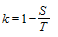 k = 1 − S/T